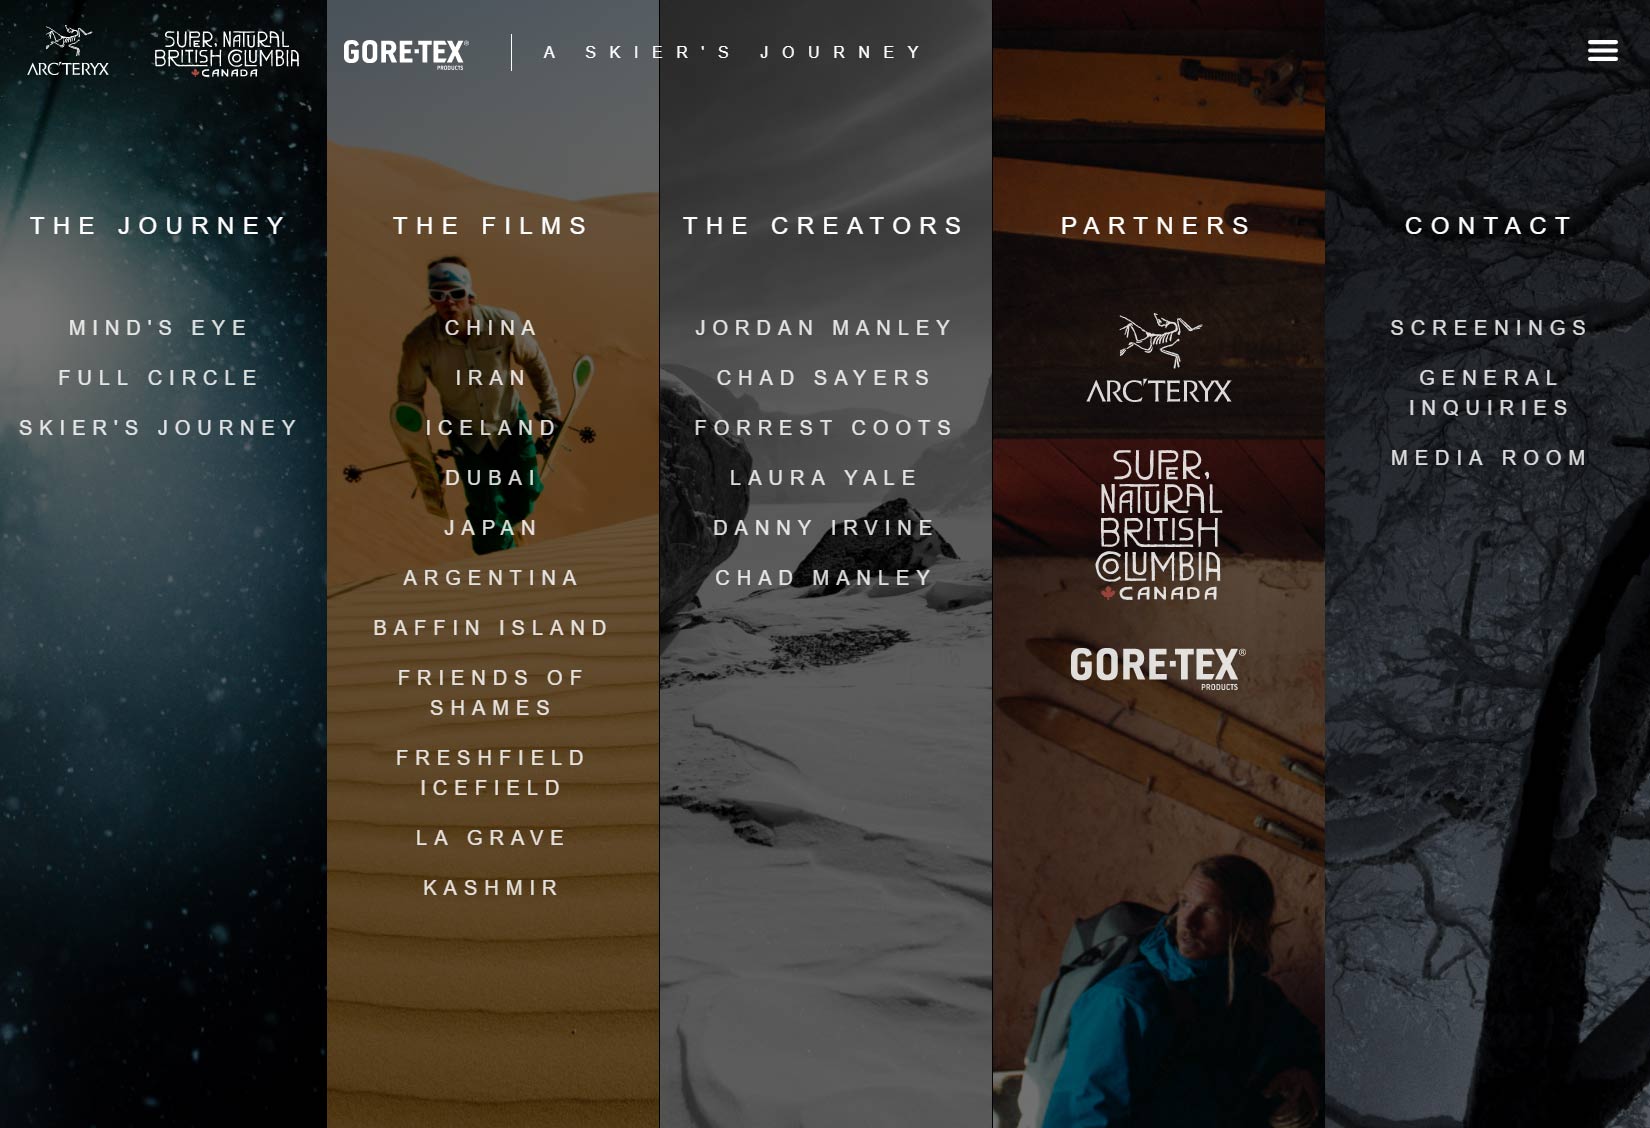 ARC'TERYX
SUPER, NATURAL
BRITISH COLUMBIA
CANADA
GORE-TEX®
PRODUCTS
A SKIER'S JOURNEY
THE JOURNEY
MIND'S EYE
FULL CIRCLE
SKIER'S JOURNEY
THE FILMS
CHINA
IRAN
ICELAND
DUBAI
JAPAN
ARGENTINA
BAFFIN ISLAND
FRIENDS OF
SHAMES
FRESHFIELD
ICEFIELD
LA GRAVE
KASHMIR
THE CREATORS
JORDAN MANLEY
CHAD SAYERS
FORREST COOTS
LAURA YALE
DANNY IRVINE
CHAD MANLEY
PARTNERS
ARC'TERYX
SUPER,
NATURAL
BRITISH
COLUMBIA
CANADA
GORE-TEX®
PRODUCTS
CONTACT
SCREENINGS
GENERAL
INQUIRIES
MEDIA ROOM